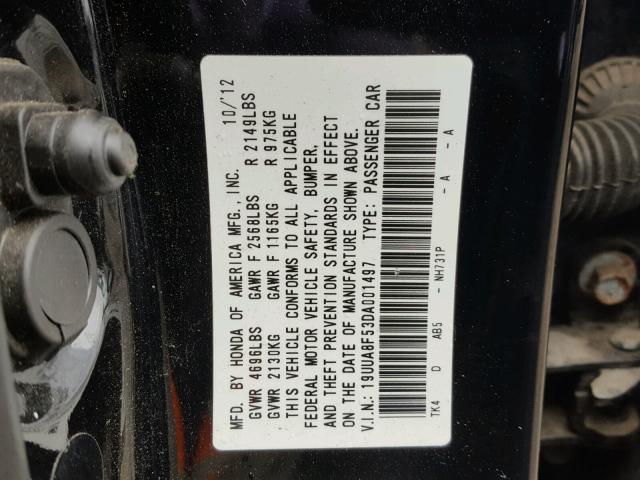 MFD. BY HONDA OF AMERICA MFG., INC. 10/'12
GVWR 4696LBS GAWR F 2568LBS R 2149LBS
GVWR 2130KG GAWR F 1165KG R 975KG
THIS VEHICLE CONFORMS TO ALL APPLICABLE
FEDERAL MOTOR VEHICLE SAFETY, BUMPER,
AND THEFT PREVENTION STANDARDS IN EFFECT
ON THE DATE OF MANUFACTURE SHOWN ABOVE.
V.I.N.: 19UUA8F53DA001497 TYPE: PASSENGER CAR
TK4 D AB5 - NH731P - A - A